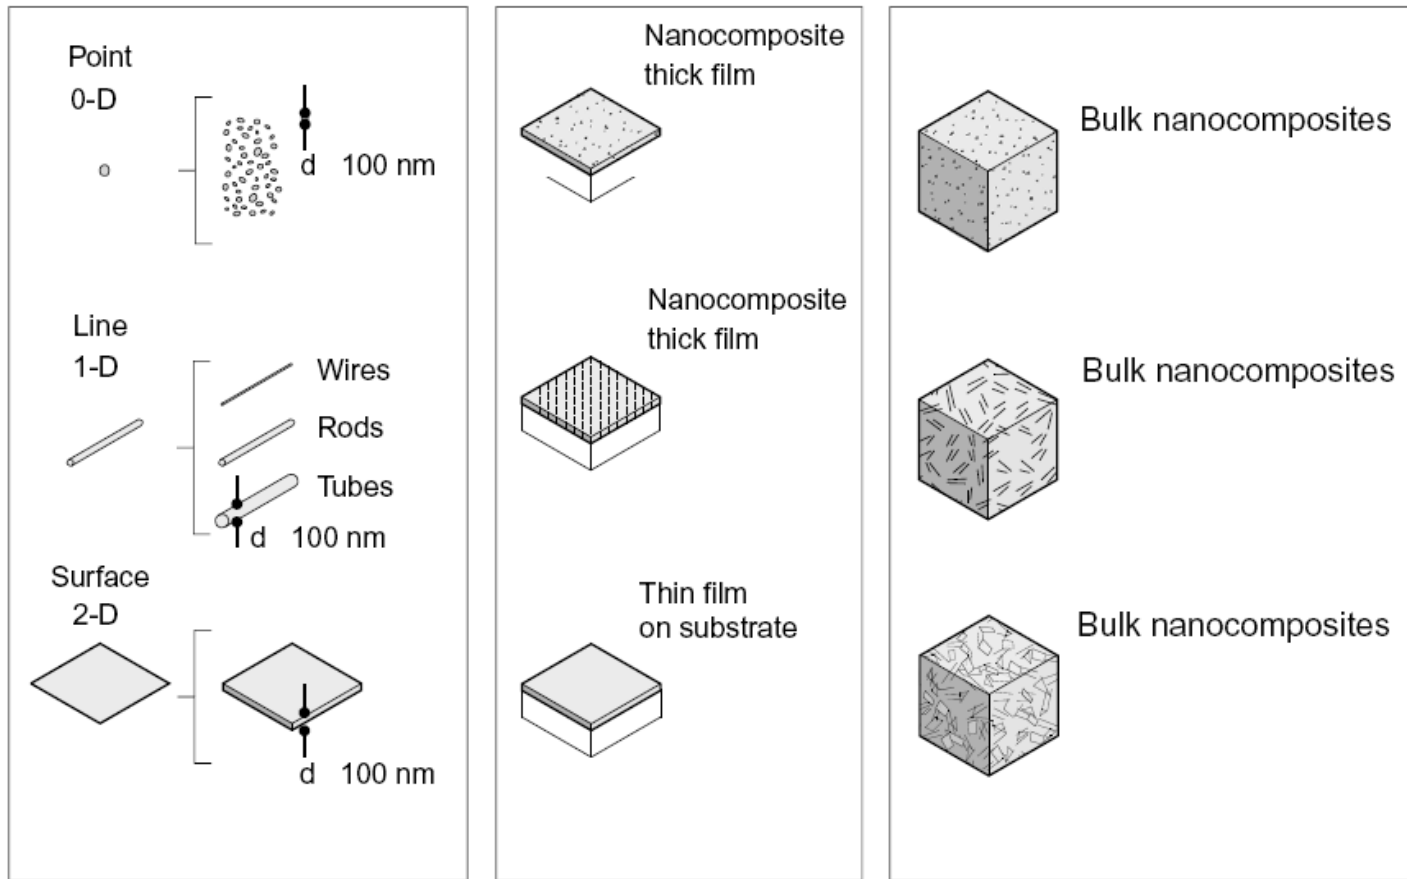 Point
0-D
d 100 nm
Line
1-D
Wires
Rods
Tubes
d 100 nm
Surface
2-D
d 100 nm
Nanocomposite
thick film
Nanocomposite
thick film
Thin film
on substrate
Bulk nanocomposites
Bulk nanocomposites
Bulk nanocomposites